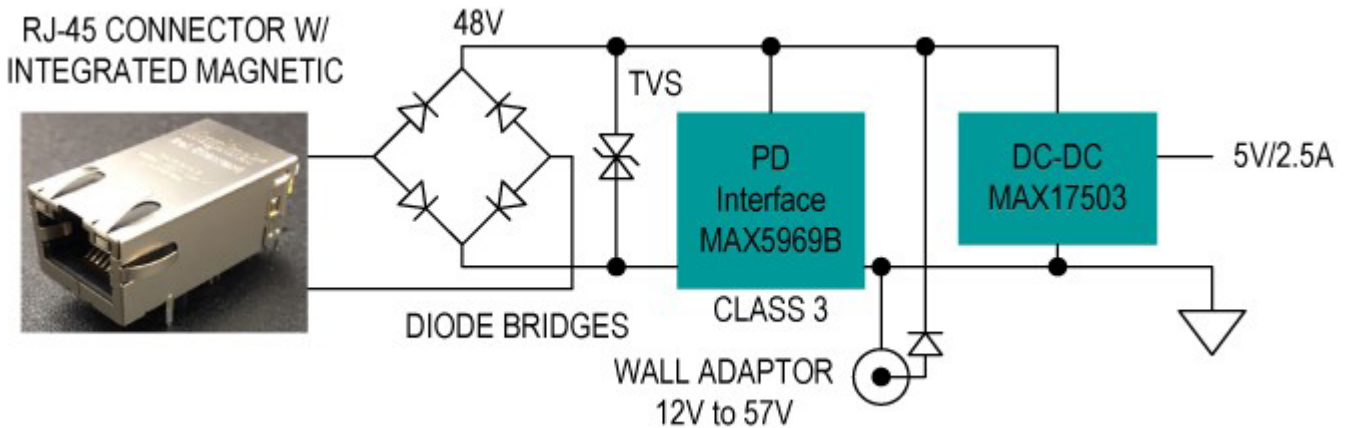 RJ-45 CONNECTOR W/
INTEGRATED MAGNETIC
48V
TVS
PD
Interface
MAX5969B
DC-DC
MAX17503
5V/2.5A
CLASS 3
DIODE BRIDGES
WALL ADAPTOR
12V to 57V